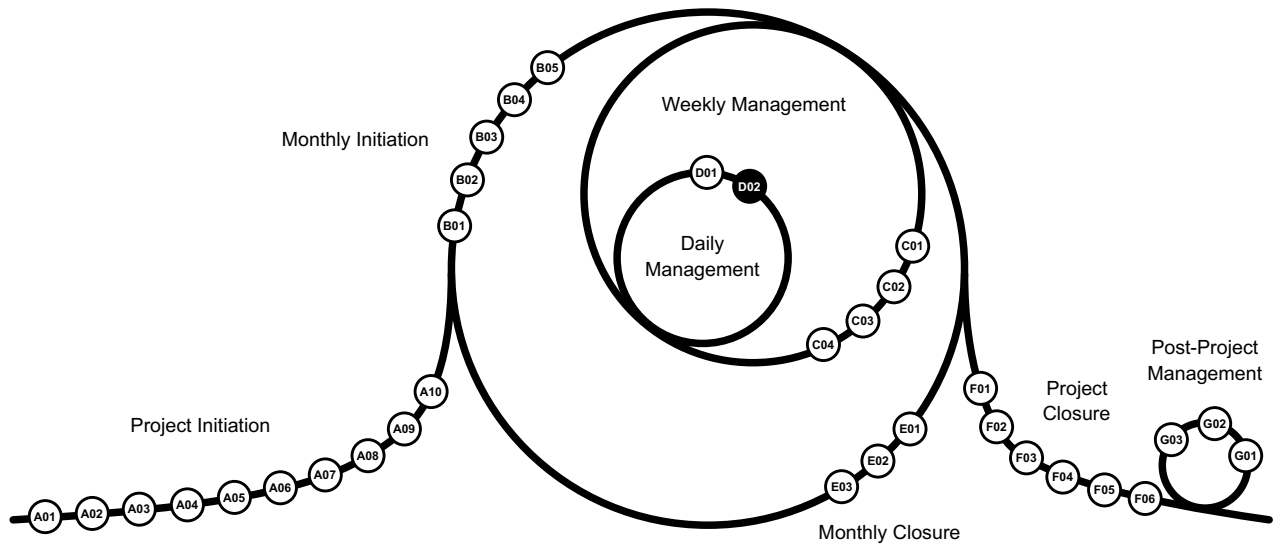 B05
B04
B03
B02
B01
Monthly Initiation
Weekly Management
D01
D02
Daily
Management
C01
C02
C03
C04
Post-Project
Management
Project
Closure
Project Initiation
A01
A02
A03
A04
A05
A06
A07
A08
A09
A10
E01
E02
E03
Monthly Closure
F01
F02
F03
F04
F05
F06
G03
G02
G01